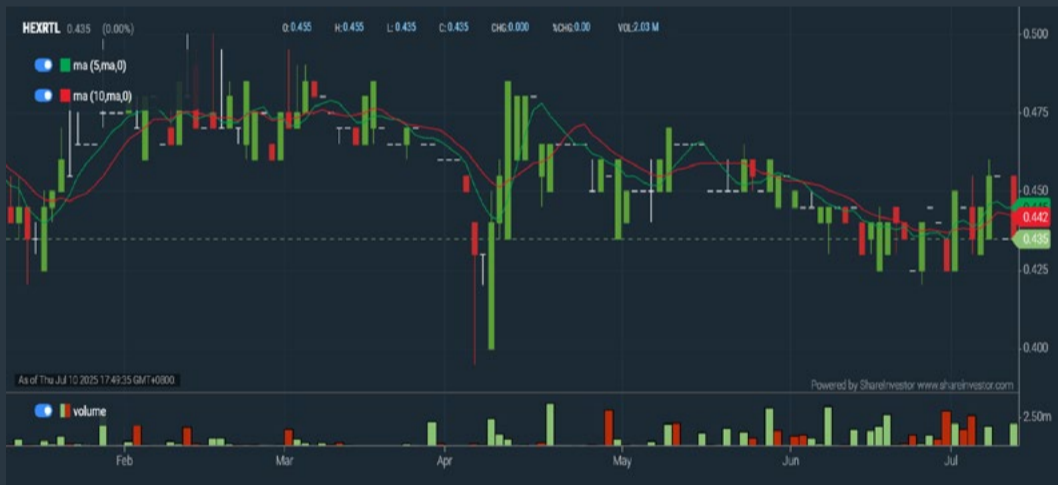 HEXRTL 0.435 (0.00%) O:0.455 H:0.455 L: 0.435 C: 0.435 CHG:0.000 %CHG:0.00 VOL:2.03 M
ma (5,ma,0)
ma (10,ma,0)
0.500
0.475
0.450
0.445
0.442
0.435
0.425
0.400
As of Thu Jul 10 2025 17:49:35 GMT+0800
Powered by ShareInvestor www.shareinvestor.com
volume
2.50m
Feb Mar Apr May Jun Jul